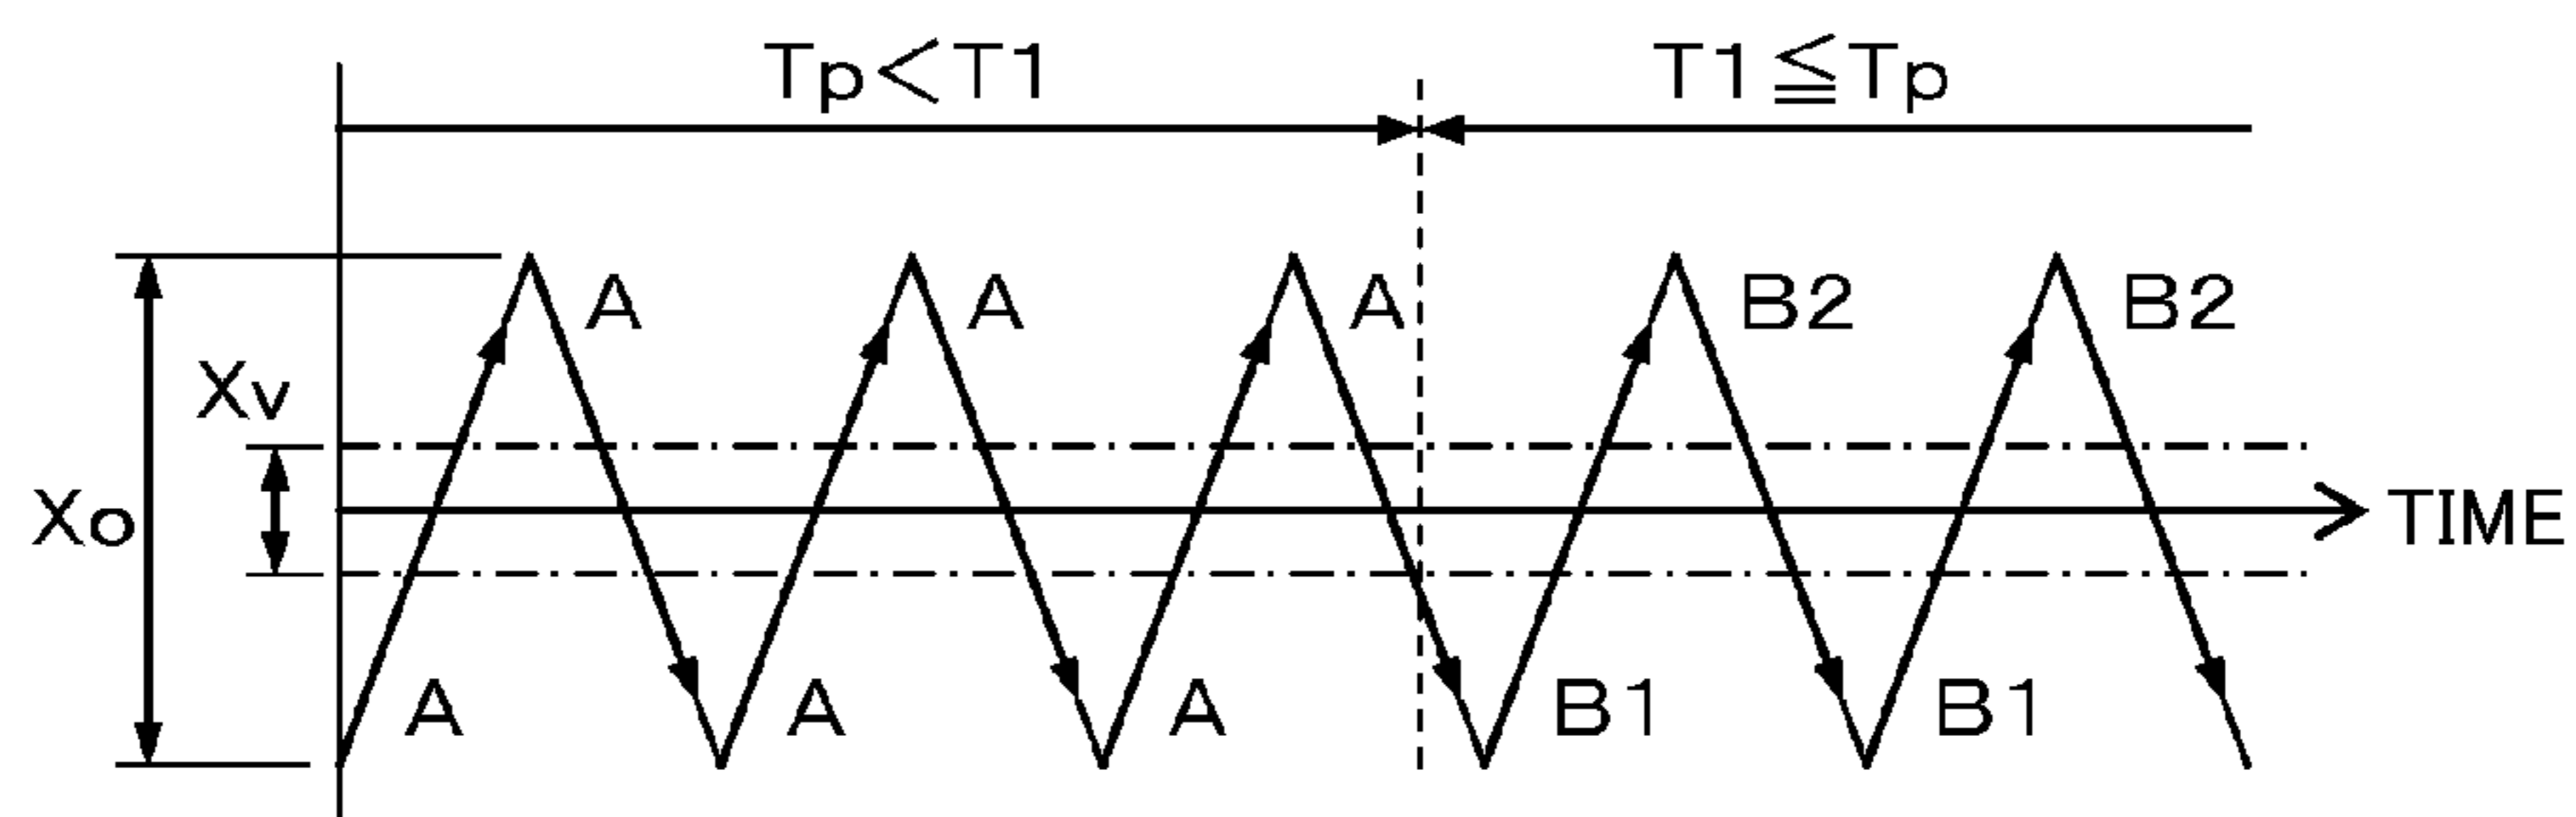 Tp<T1
T1≦Tp
A A A B2 B2
Xv
Xo
TIME
A A A B1 B1